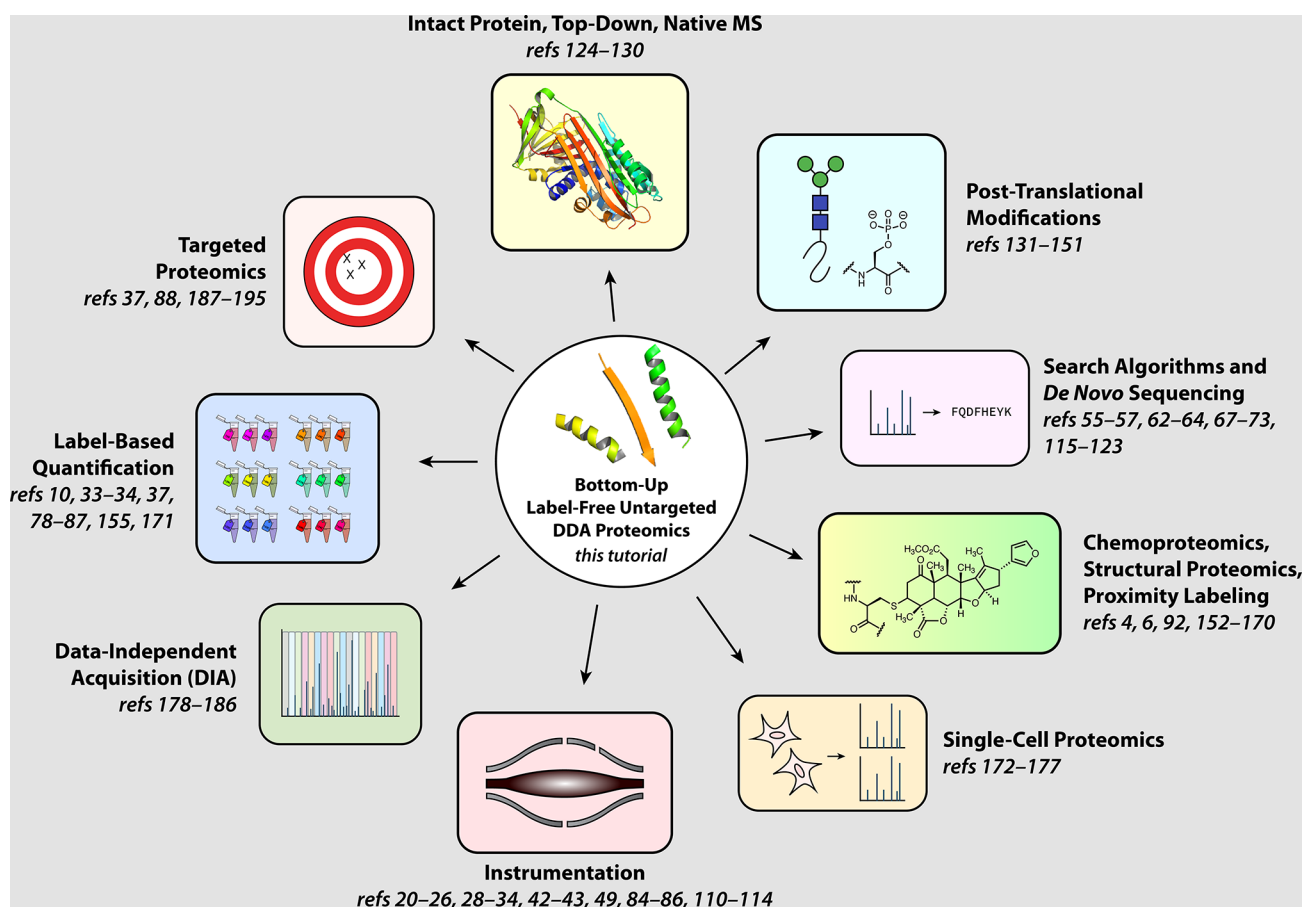 Intact Protein, Top-Down, Native MS
refs 124–130
Post-Translational
Modifications
refs 131–151
O
P
O
O
⊖
⊖
O
N
H
O
Targeted
Proteomics
refs 37, 88, 187–195
X
X
X
Search Algorithms and
De Novo Sequencing
refs 55–57, 62–64, 67–73,
115–123
FQDFHEYK
Label-Based
Quantification
refs 10, 33–34, 37,
78–87, 155, 171
Bottom-Up
Label-Free Untargeted
DDA Proteomics
this tutorial
Chemoproteomics,
Structural Proteomics,
Proximity Labeling
refs 4, 6, 92, 152–170
H₃CO₂C
CH₃
O
O
CH₃
CH₃
HN
S
O
H₃C
O
O
H
O
H
Data-Independent
Acquisition (DIA)
refs 178–186
Single-Cell Proteomics
refs 172–177
Instrumentation
refs 20–26, 28–34, 42–43, 49, 84–86, 110–114